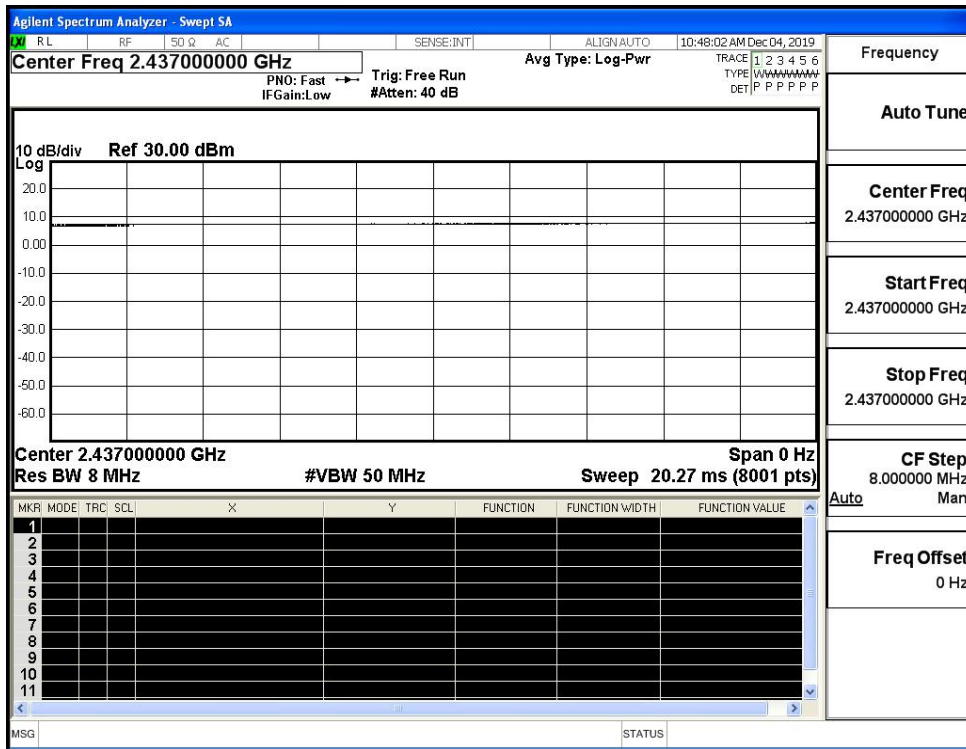 Agilent Spectrum Analyzer - Swept SA
LXI RL RF 50 Ω AC SENSE:INT ALIGN AUTO 10:48:02 AM Dec 04, 2019
Center Freq 2.437000000 GHz
PNO: Fast
IFGain:Low
Trig: Free Run
#Atten: 40 dB
Avg Type: Log-Pwr
TRACE 1 2 3 4 5 6
TYPE WWWWWW
DET P P P P P P
10 dB/div Ref 30.00 dBm
Log
20.0
10.0
0.00
-10.0
-20.0
-30.0
-40.0
-50.0
-60.0
Center 2.437000000 GHz Span 0 Hz
Res BW 8 MHz #VBW 50 MHz Sweep 20.27 ms (8001 pts)
MKR MODE TRC SCL X Y FUNCTION FUNCTION WIDTH FUNCTION VALUE
1
2
3
4
5
6
7
8
9
10
11
MSG STATUS
Frequency
Auto Tune
Center Freq
2.437000000 GHz
Start Freq
2.437000000 GHz
Stop Freq
2.437000000 GHz
CF Step
8.000000 MHz
Auto Man
Freq Offset
0 Hz